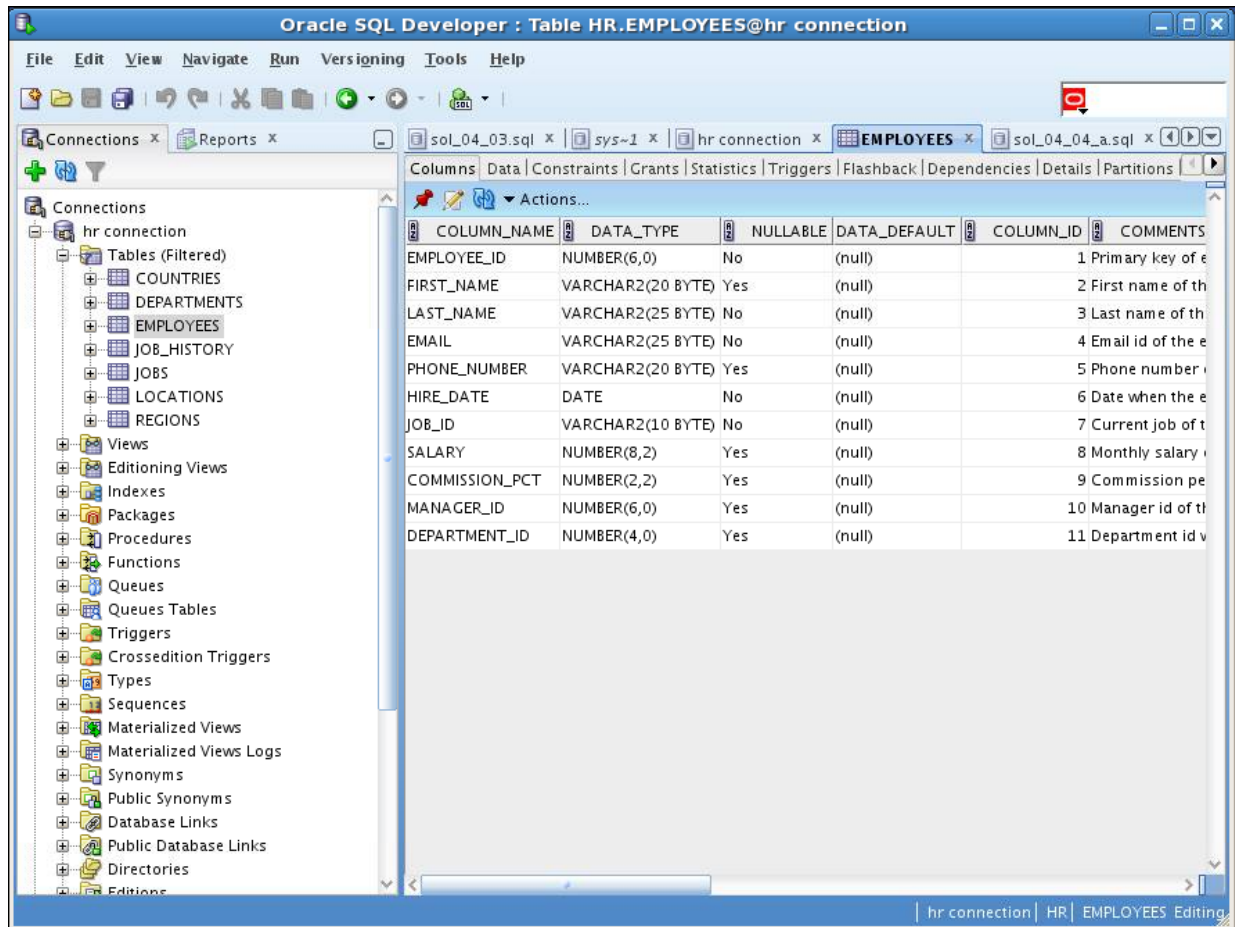 Oracle SQL Developer : Table HR.EMPLOYEES@hr connection
File Edit View Navigate Run Versioning Tools Help
Connections Reports
sol_04_03.sql sys~1 hr connection EMPLOYEES sol_04_04_a.sql
Columns Data Constraints Grants Statistics Triggers Flashback Dependencies Details Partitions
Actions...
Connections
hr connection
Tables (Filtered)
COUNTRIES
DEPARTMENTS
EMPLOYEES
JOB_HISTORY
JOBS
LOCATIONS
REGIONS
Views
Editioning Views
Indexes
Packages
Procedures
Functions
Queues
Queues Tables
Triggers
Crossedition Triggers
Types
Sequences
Materialized Views
Materialized Views Logs
Synonyms
Public Synonyms
Database Links
Public Database Links
Directories
Editions
COLUMN_NAME DATA_TYPE NULLABLE DATA_DEFAULT COLUMN_ID COMMENTS
EMPLOYEE_ID NUMBER(6,0) No (null) 1 Primary key of e
FIRST_NAME VARCHAR2(20 BYTE) Yes (null) 2 First name of th
LAST_NAME VARCHAR2(25 BYTE) No (null) 3 Last name of th
EMAIL VARCHAR2(25 BYTE) No (null) 4 Email id of the e
PHONE_NUMBER VARCHAR2(20 BYTE) Yes (null) 5 Phone number
HIRE_DATE DATE No (null) 6 Date when the e
JOB_ID VARCHAR2(10 BYTE) No (null) 7 Current job of t
SALARY NUMBER(8,2) Yes (null) 8 Monthly salary
COMMISSION_PCT NUMBER(2,2) Yes (null) 9 Commission pe
MANAGER_ID NUMBER(6,0) Yes (null) 10 Manager id of th
DEPARTMENT_ID NUMBER(4,0) Yes (null) 11 Department id
hr connection HR EMPLOYEES Editing